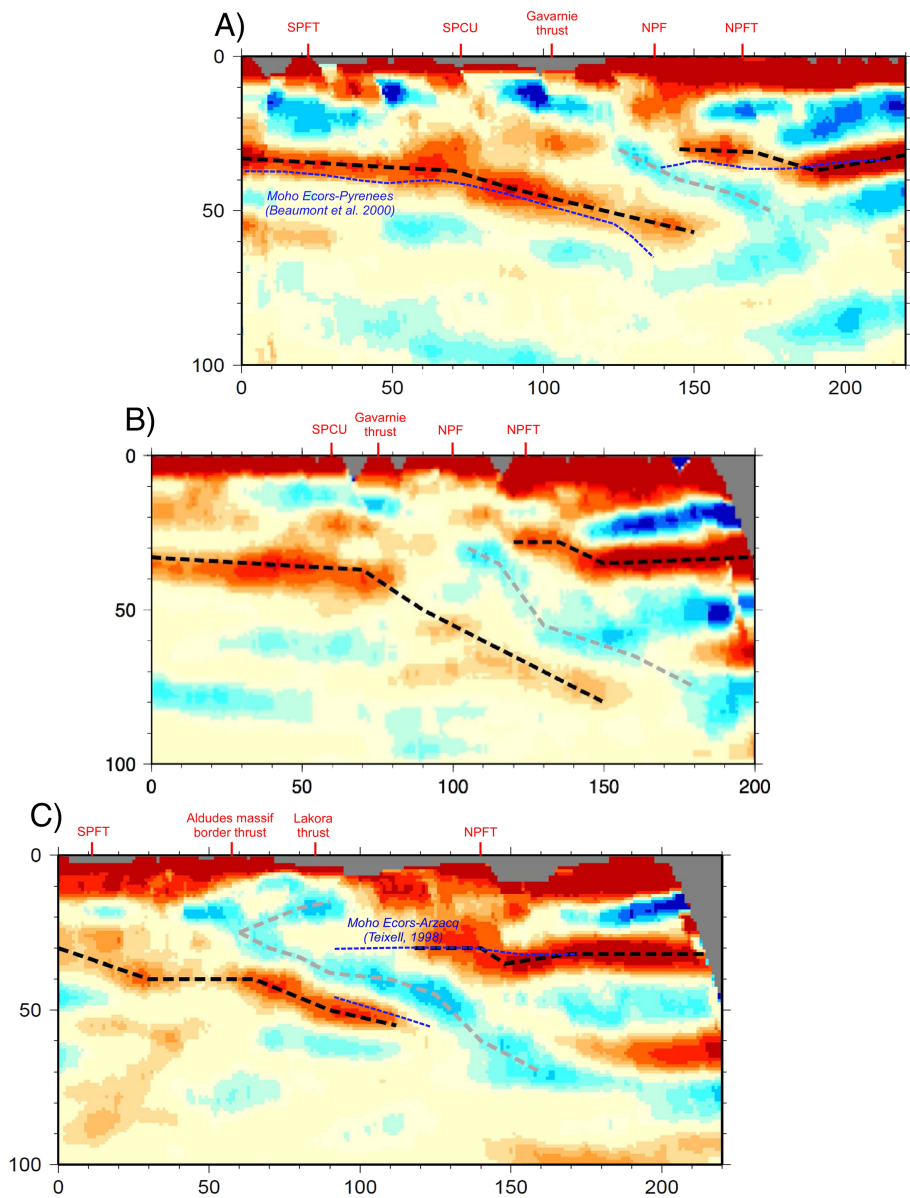 A)
SPFT
SPCU
Gavarnie
thrust
NPF
NPFT
0
50
100
Moho Ecors-Pyrenees
(Beaumont et al. 2000)
0
50
100
150
200
B)
SPCU
Gavarnie
thrust
NPF
NPFT
0
50
100
0
50
100
150
200
C)
SPFT
Aldudes massif
border thrust
Lakora
thrust
NPFT
0
50
100
Moho Ecors-Arzacq
(Teixell, 1998)
0
50
100
150
200